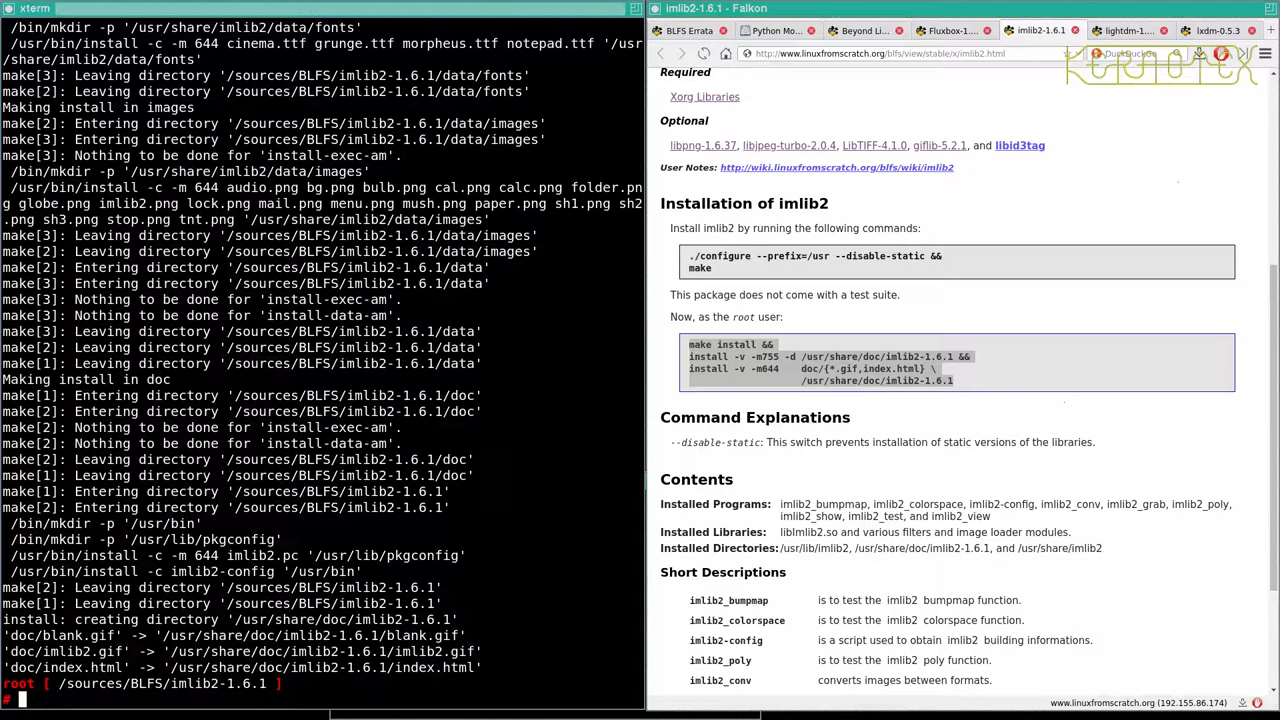 xterm
/bin/mkdir -p '/usr/share/imlib2/data/fonts'
/usr/bin/install -c -m 644 cinema.ttf grunge.ttf morpheus.ttf notepad.ttf '/usr
/share/imlib2/data/fonts'
make[3]: Leaving directory '/sources/BLFS/imlib2-1.6.1/data/fonts'
make[2]: Leaving directory '/sources/BLFS/imlib2-1.6.1/data/fonts'
Making install in images
make[2]: Entering directory '/sources/BLFS/imlib2-1.6.1/data/images'
make[3]: Entering directory '/sources/BLFS/imlib2-1.6.1/data/images'
make[3]: Nothing to be done for 'install-exec-am'.
/bin/mkdir -p '/usr/share/imlib2/data/images'
/usr/bin/install -c -m 644 audio.png bg.png bulb.png cal.png calc.png folder.pn
g globe.png imlib2.png lock.png mail.png menu.png mush.png paper.png sh1.png sh2
.png sh3.png stop.png tnt.png '/usr/share/imlib2/data/images'
make[3]: Leaving directory '/sources/BLFS/imlib2-1.6.1/data/images'
make[2]: Leaving directory '/sources/BLFS/imlib2-1.6.1/data/images'
make[2]: Entering directory '/sources/BLFS/imlib2-1.6.1/data'
make[3]: Entering directory '/sources/BLFS/imlib2-1.6.1/data'
make[3]: Nothing to be done for 'install-exec-am'.
make[3]: Nothing to be done for 'install-data-am'.
make[3]: Leaving directory '/sources/BLFS/imlib2-1.6.1/data'
make[2]: Leaving directory '/sources/BLFS/imlib2-1.6.1/data'
make[1]: Leaving directory '/sources/BLFS/imlib2-1.6.1/data'
Making install in doc
make[1]: Entering directory '/sources/BLFS/imlib2-1.6.1/doc'
make[2]: Entering directory '/sources/BLFS/imlib2-1.6.1/doc'
make[2]: Nothing to be done for 'install-exec-am'.
make[2]: Nothing to be done for 'install-data-am'.
make[2]: Leaving directory '/sources/BLFS/imlib2-1.6.1/doc'
make[1]: Leaving directory '/sources/BLFS/imlib2-1.6.1/doc'
make[1]: Entering directory '/sources/BLFS/imlib2-1.6.1'
make[2]: Entering directory '/sources/BLFS/imlib2-1.6.1'
/bin/mkdir -p '/usr/bin'
/bin/mkdir -p '/usr/lib/pkgconfig'
/usr/bin/install -c -m 644 imlib2.pc '/usr/lib/pkgconfig'
/usr/bin/install -c imlib2-config '/usr/bin'
make[2]: Leaving directory '/sources/BLFS/imlib2-1.6.1'
make[1]: Leaving directory '/sources/BLFS/imlib2-1.6.1'
install: creating directory '/usr/share/doc/imlib2-1.6.1'
'doc/blank.gif' -> '/usr/share/doc/imlib2-1.6.1/blank.gif'
'doc/imlib2.gif' -> '/usr/share/doc/imlib2-1.6.1/imlib2.gif'
'doc/index.html' -> '/usr/share/doc/imlib2-1.6.1/index.html'
root [ /sources/BLFS/imlib2-1.6.1 ]
#
imlib2-1.6.1 - Falkon
BLFS Errata
Python Mo...
Beyond Li...
Fluxbox-1....
imlib2-1.6.1
lightdm-1....
lxdm-0.5.3
http://www.linuxfromscratch.org/blfs/view/stable/x/imlib2.html
DuckDuckGo
KERNOTEX
Required
Xorg Libraries
Optional
libpng-1.6.37, libjpeg-turbo-2.0.4, LibTIFF-4.1.0, giflib-5.2.1, and libid3tag
User Notes: http://wiki.linuxfromscratch.org/blfs/wiki/imlib2
Installation of imlib2
Install imlib2 by running the following commands:
./configure --prefix=/usr --disable-static &&
make
This package does not come with a test suite.
Now, as the root user:
make install &&
install -v -m755 -d /usr/share/doc/imlib2-1.6.1 &&
install -v -m644    doc/{*.gif,index.html} \
/usr/share/doc/imlib2-1.6.1
Command Explanations
--disable-static: This switch prevents installation of static versions of the libraries.
Contents
Installed Programs: imlib2_bumpmap, imlib2_colorspace, imlib2-config, imlib2_conv, imlib2_grab, imlib2_poly,
imlib2_show, imlib2_test, and imlib2_view
Installed Libraries: libImlib2.so and various filters and image loader modules.
Installed Directories: /usr/lib/imlib2, /usr/share/doc/imlib2-1.6.1, and /usr/share/imlib2
Short Descriptions
imlib2_bumpmap is to test the imlib2 bumpmap function.
imlib2_colorspace is to test the imlib2 colorspace function.
imlib2-config is a script used to obtain imlib2 building informations.
imlib2_poly is to test the imlib2 poly function.
imlib2_conv converts images between formats.
www.linuxfromscratch.org (192.155.86.174)